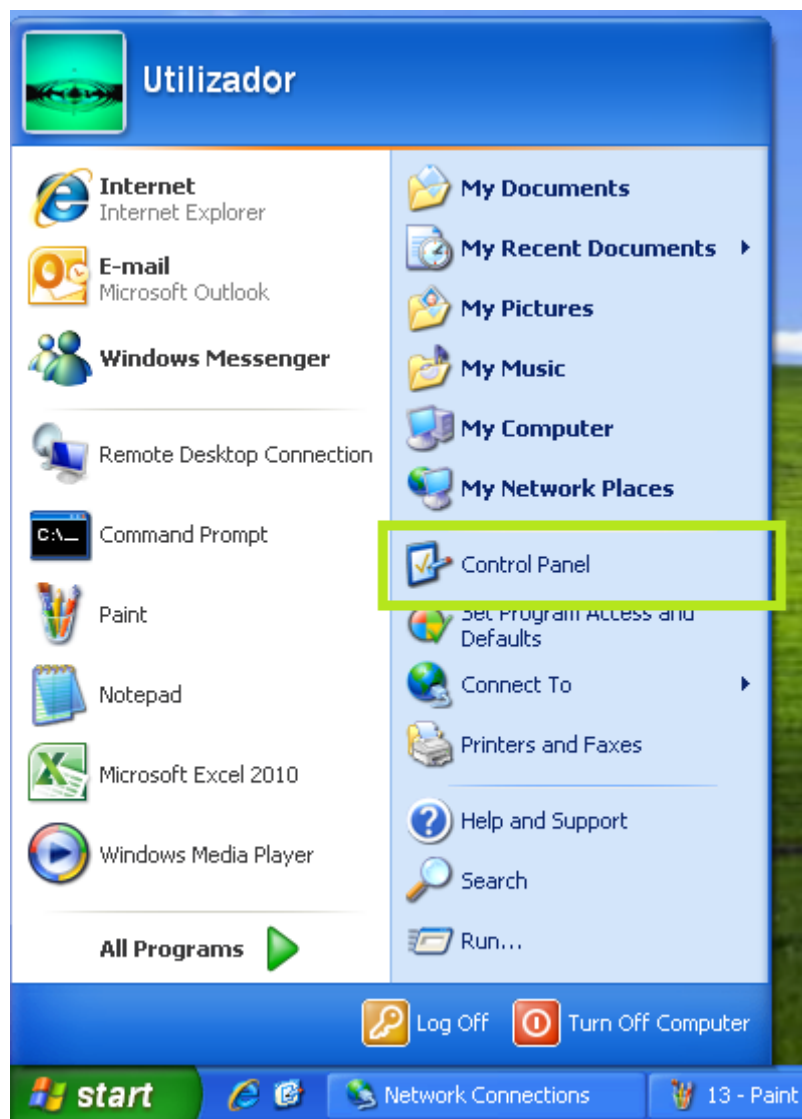 Utilizador
Internet
Internet Explorer
E-mail
Microsoft Outlook
Windows Messenger
Remote Desktop Connection
C:\_
Command Prompt
Paint
Notepad
Microsoft Excel 2010
Windows Media Player
All Programs
My Documents
My Recent Documents
My Pictures
My Music
My Computer
My Network Places
Control Panel
Set Program Access and
Defaults
Connect To
Printers and Faxes
Help and Support
Search
Run...
Log Off
Turn Off Computer
start
Network Connections
13 - Paint